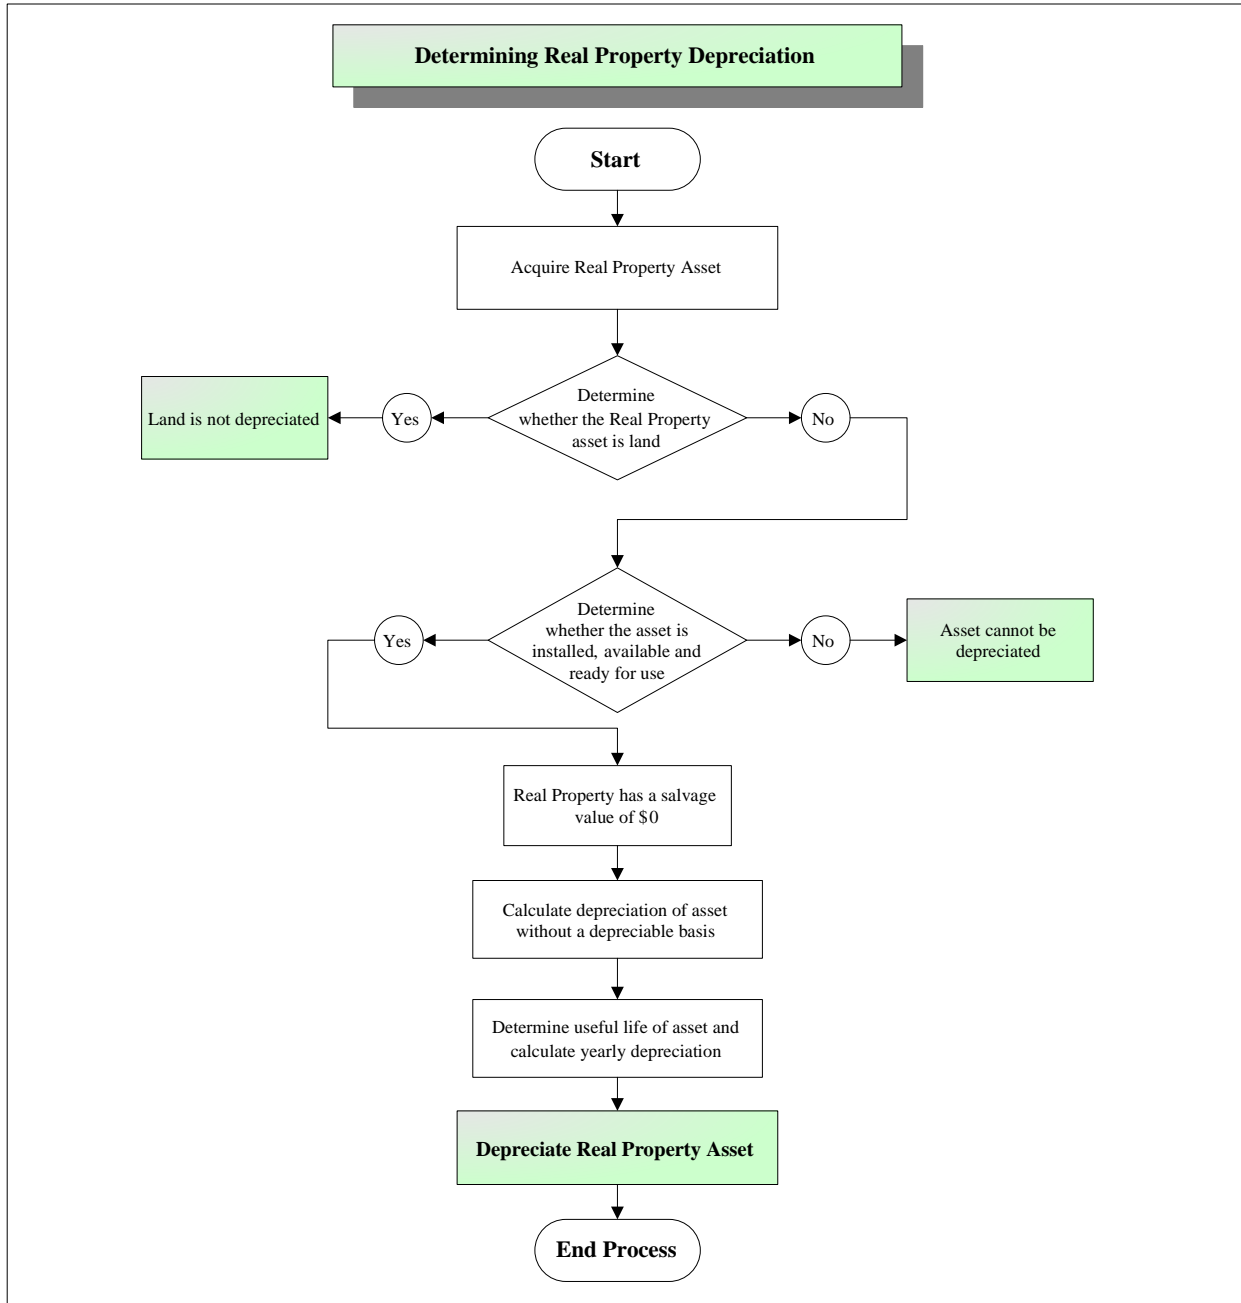 Determining Real Property Depreciation
Start
Acquire Real Property Asset
Determine
whether the Real Property
asset is land
Yes
Land is not depreciated
No
Determine
whether the asset is
installed, available and
ready for use
Yes
No
Asset cannot be
depreciated
Real Property has a salvage
value of $0
Calculate depreciation of asset
without a depreciable basis
Determine useful life of asset and
calculate yearly depreciation
Depreciate Real Property Asset
End Process